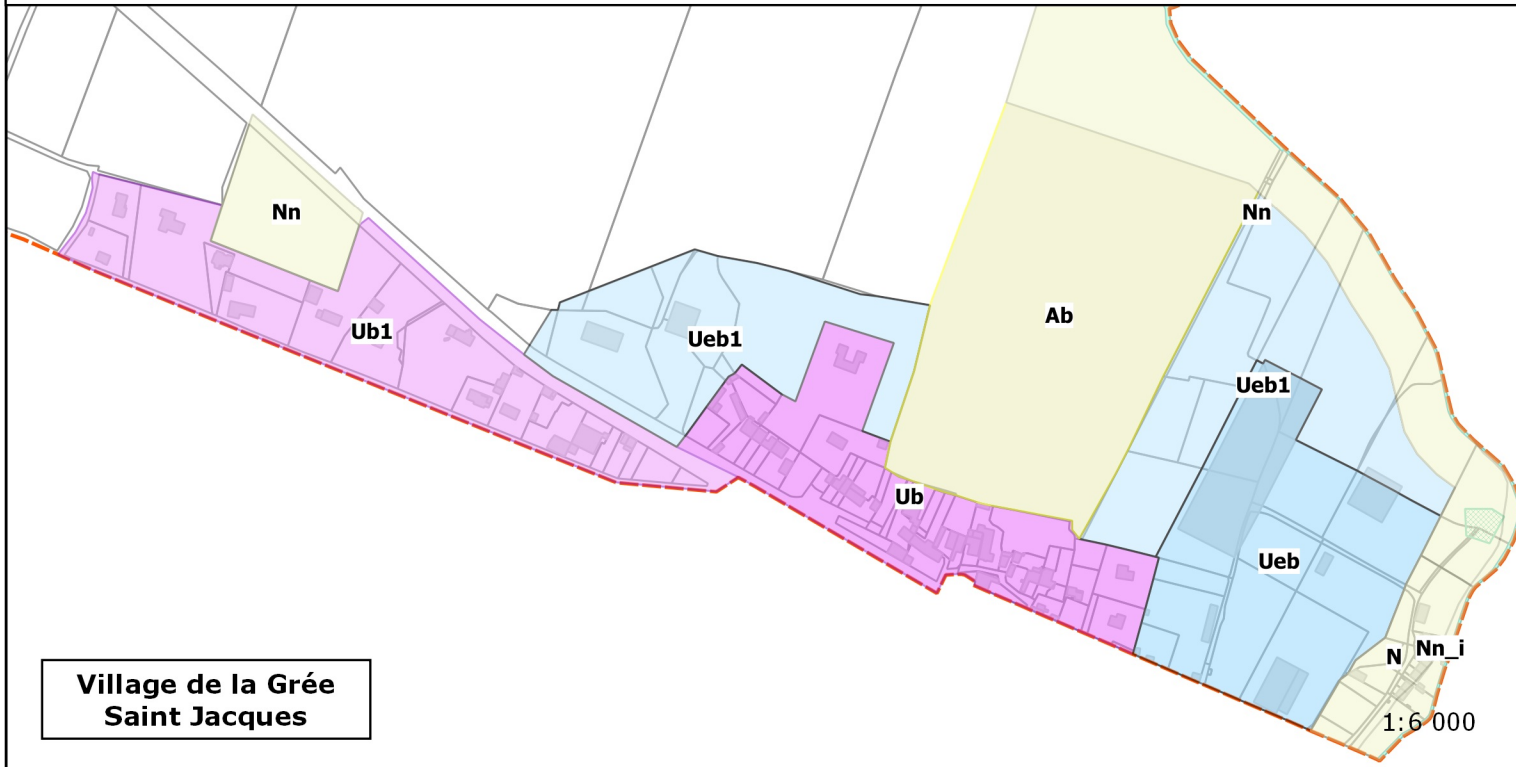 Nn
Nn
Ab
Ub1
Ueb1
Ueb1
Ub
Ueb
N
Nn_i
Village de la Grée
Saint Jacques
1:6 000